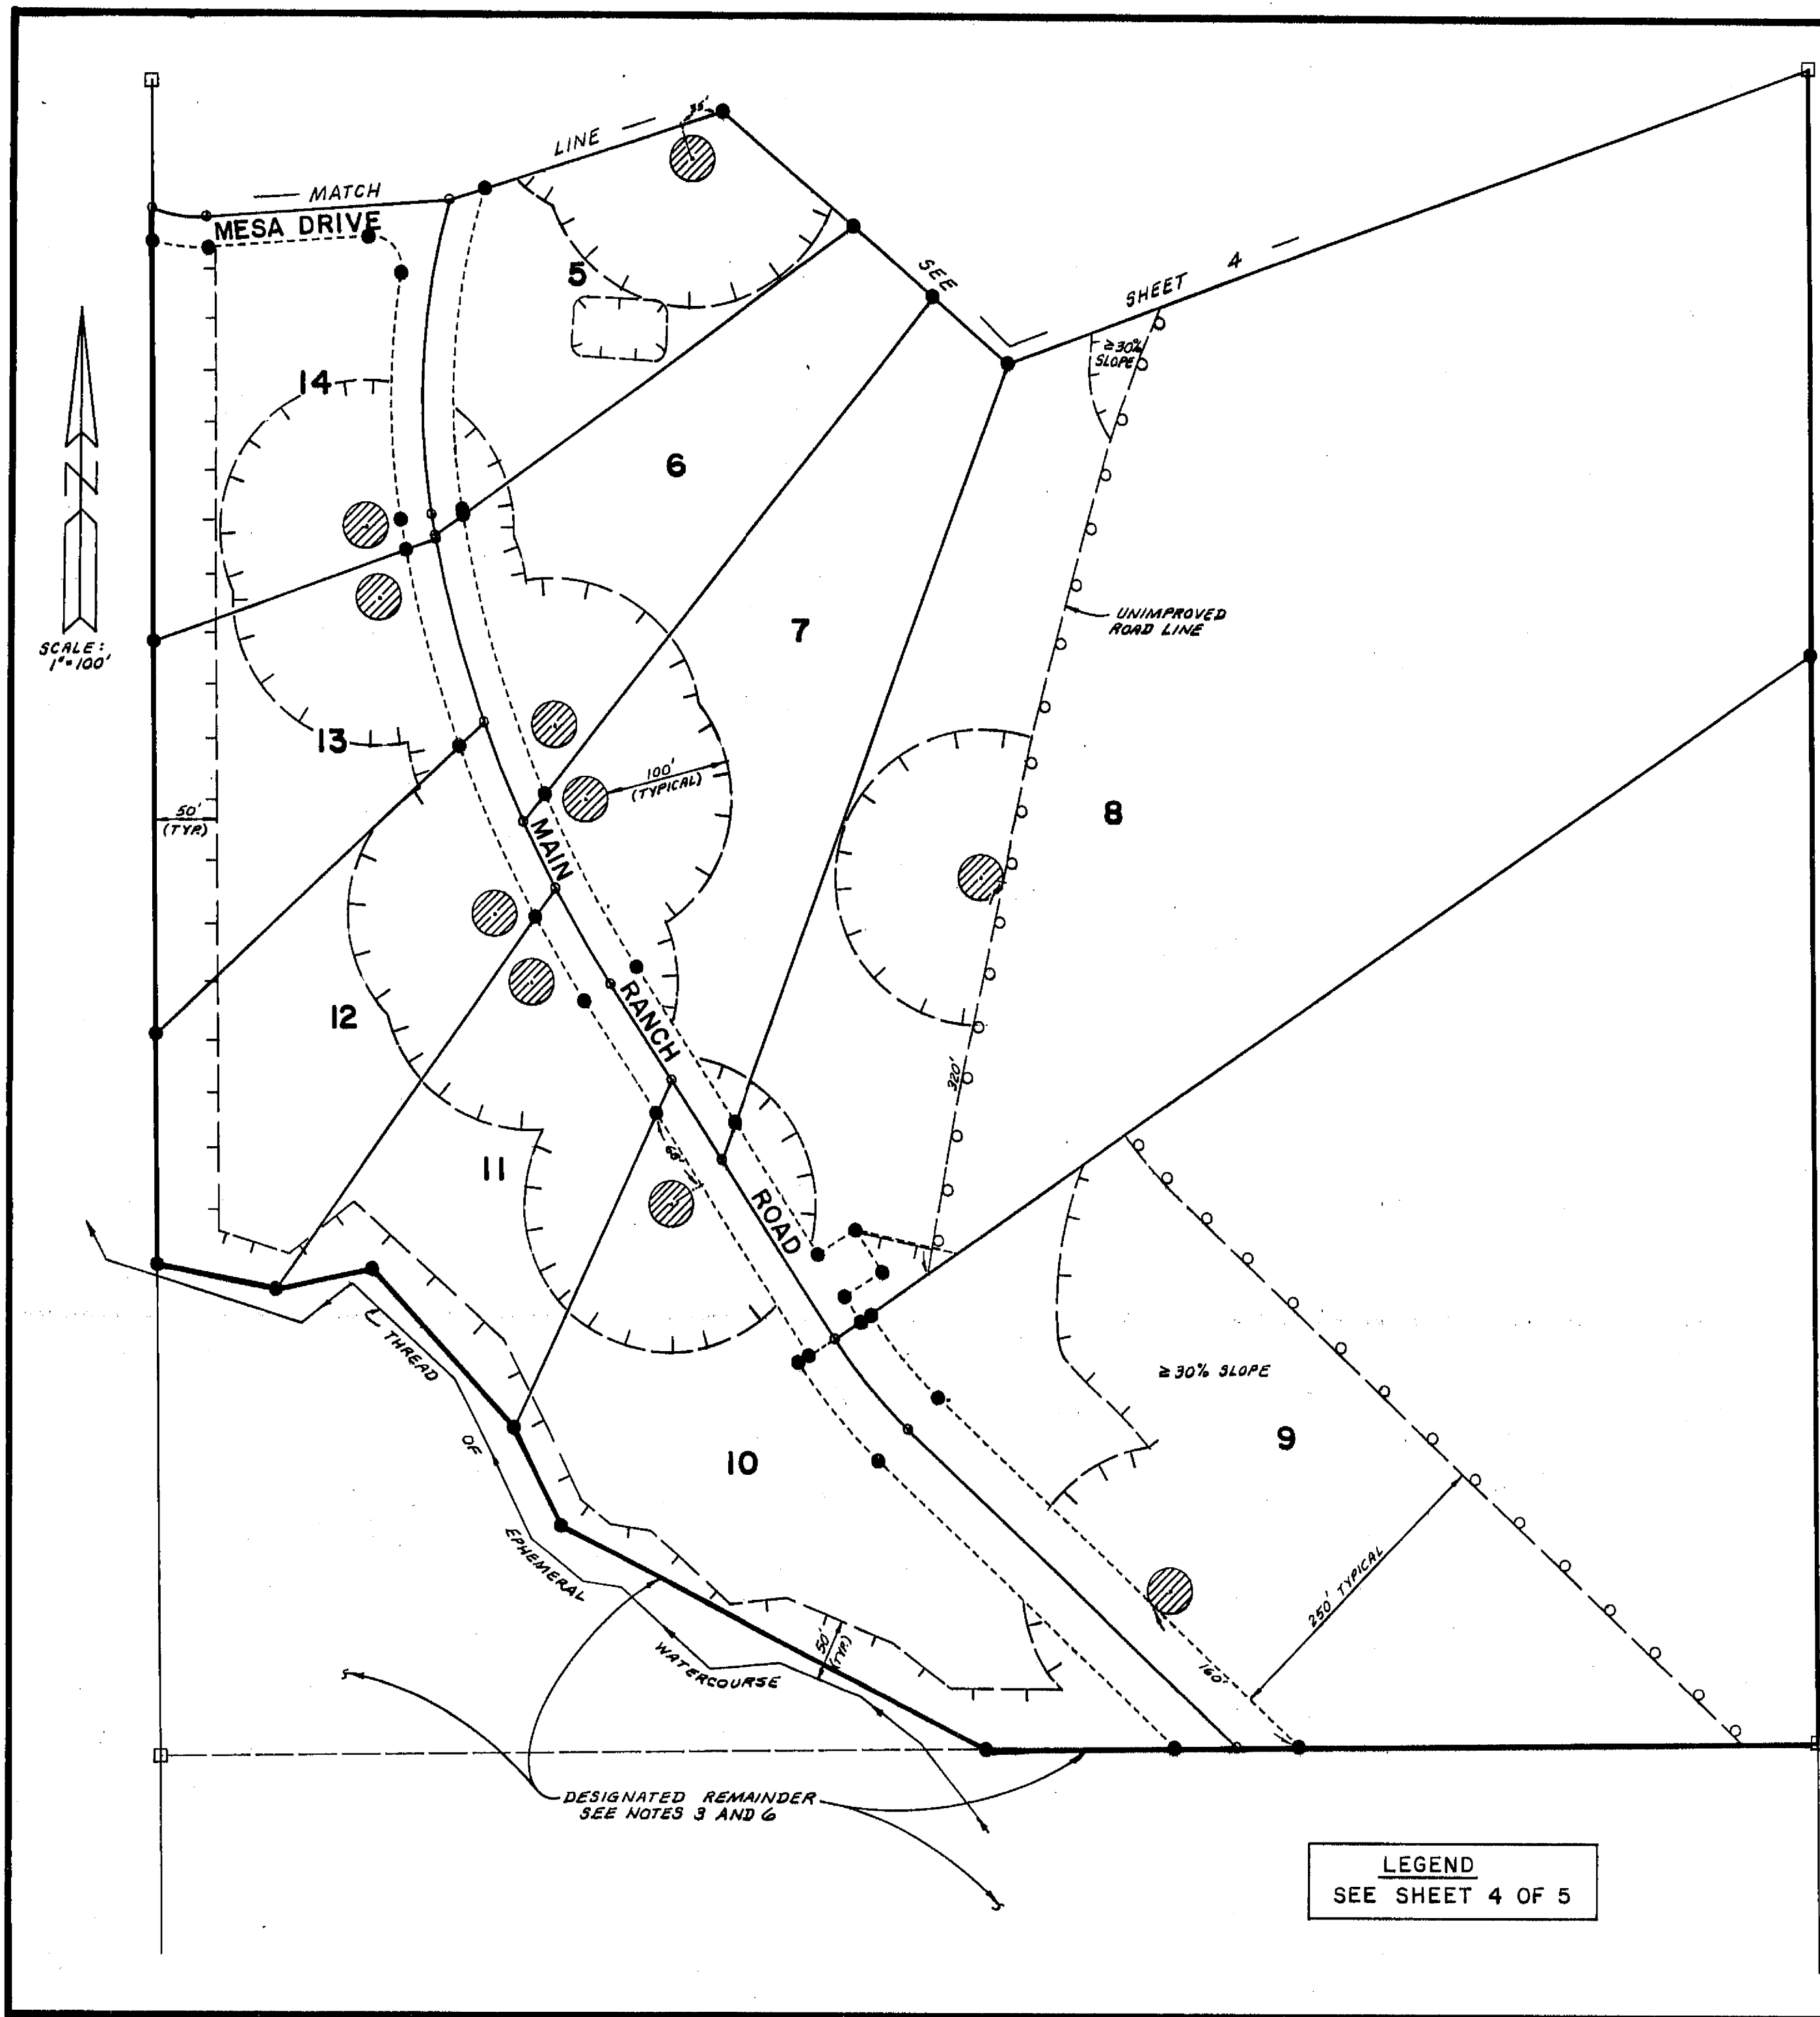 35'
LINE
MATCH
MESA DRIVE
SEE
SHEET 4
≥30%
SLOPE
5
14
6
N
SCALE:
1"=100'
UNIMPROVED
ROAD LINE
7
13
100'
(TYPICAL)
50'
(TYP.)
8
MAIN
RANCH
ROAD
12
320'
11
68'
THREAD
OF
EPHEMERAL
WATERCOURSE
≥30% SLOPE
9
10
250' TYPICAL
50'
(TYP.)
160'
DESIGNATED REMAINDER
SEE NOTES 3 AND 6
LEGEND
SEE SHEET 4 OF 5